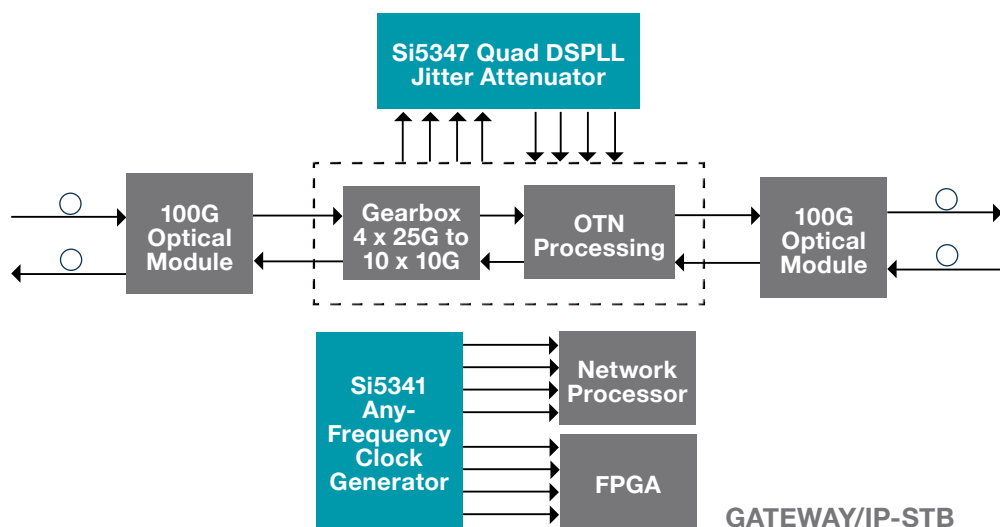 Si5347 Quad DSPLL
Jitter Attenuator
100G
Optical
Module
Gearbox
4 x 25G to
10 x 10G
OTN
Processing
100G
Optical
Module
Si5341
Any-
Frequency
Clock
Generator
Network
Processor
FPGA
GATEWAY/IP-STB